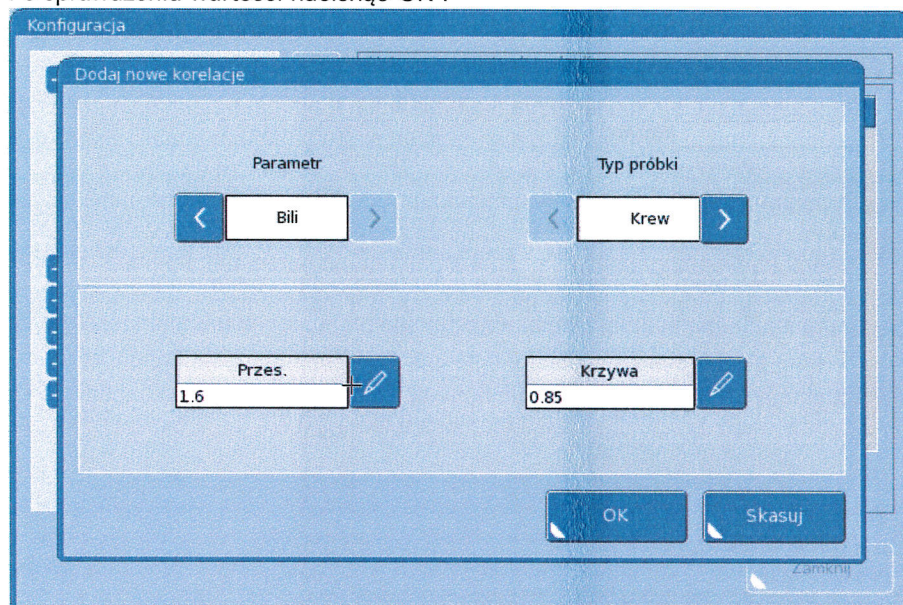 Konfiguracja
Dodaj nowe korelacje
Parametr
Typ próbki
Bili
Krew
Przes.
Krzywa
1.6
0.85
OK
Skasuj
Zamknij